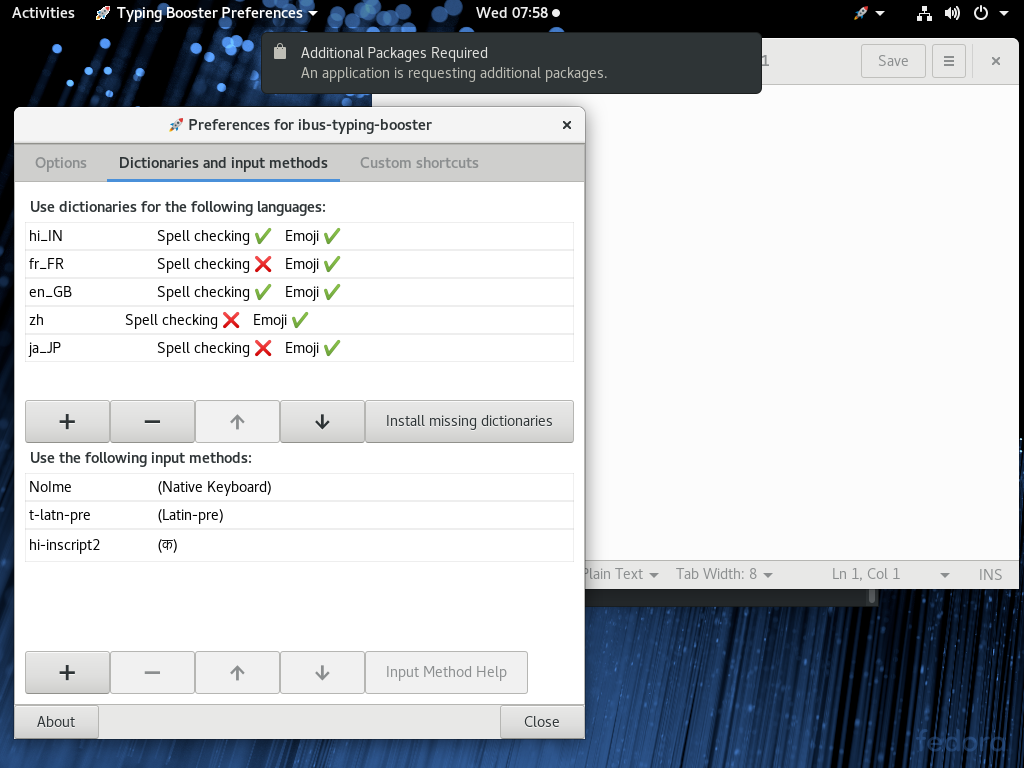 Activities Typing Booster Preferences Wed 07:58
Additional Packages Required
An application is requesting additional packages.
1 Save
Preferences for ibus-typing-booster
Options Dictionaries and input methods Custom shortcuts
Use dictionaries for the following languages:
hi_IN Spell checking ✔ Emoji ✔
fr_FR Spell checking ❌ Emoji ✔
en_GB Spell checking ✔ Emoji ✔
zh Spell checking ❌ Emoji ✔
ja_JP Spell checking ❌ Emoji ✔
Install missing dictionaries
Use the following input methods:
NoIme (Native Keyboard)
t-latn-pre (Latin-pre)
hi-inscript2 (क)
Plain Text Tab Width: 8 Ln 1, Col 1 INS
Input Method Help
About Close
fedora